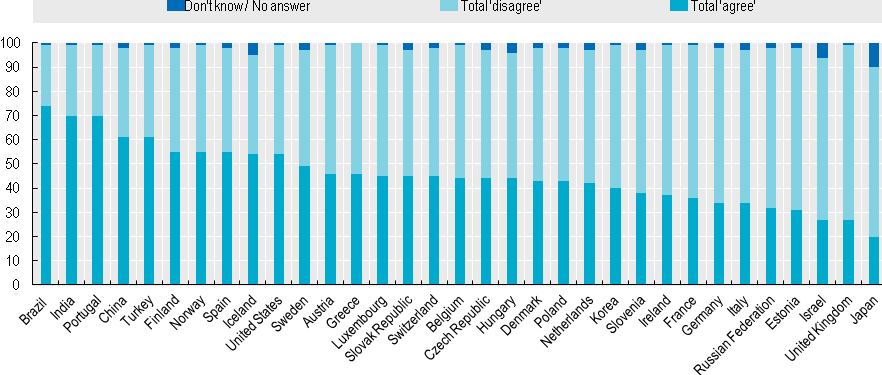 Don't know / No answer Total 'disagree' Total 'agree'
100
90
80
70
60
50
40
30
20
10
0
Brazil
India
Portugal
China
Turkey
Finland
Norway
Spain
Iceland
United States
Sweden
Austria
Greece
Luxembourg
Slovak Republic
Switzerland
Belgium
Czech Republic
Hungary
Denmark
Poland
Netherlands
Korea
Slovenia
Ireland
France
Germany
Italy
Russian Federation
Estonia
Israel
United Kingdom
Japan